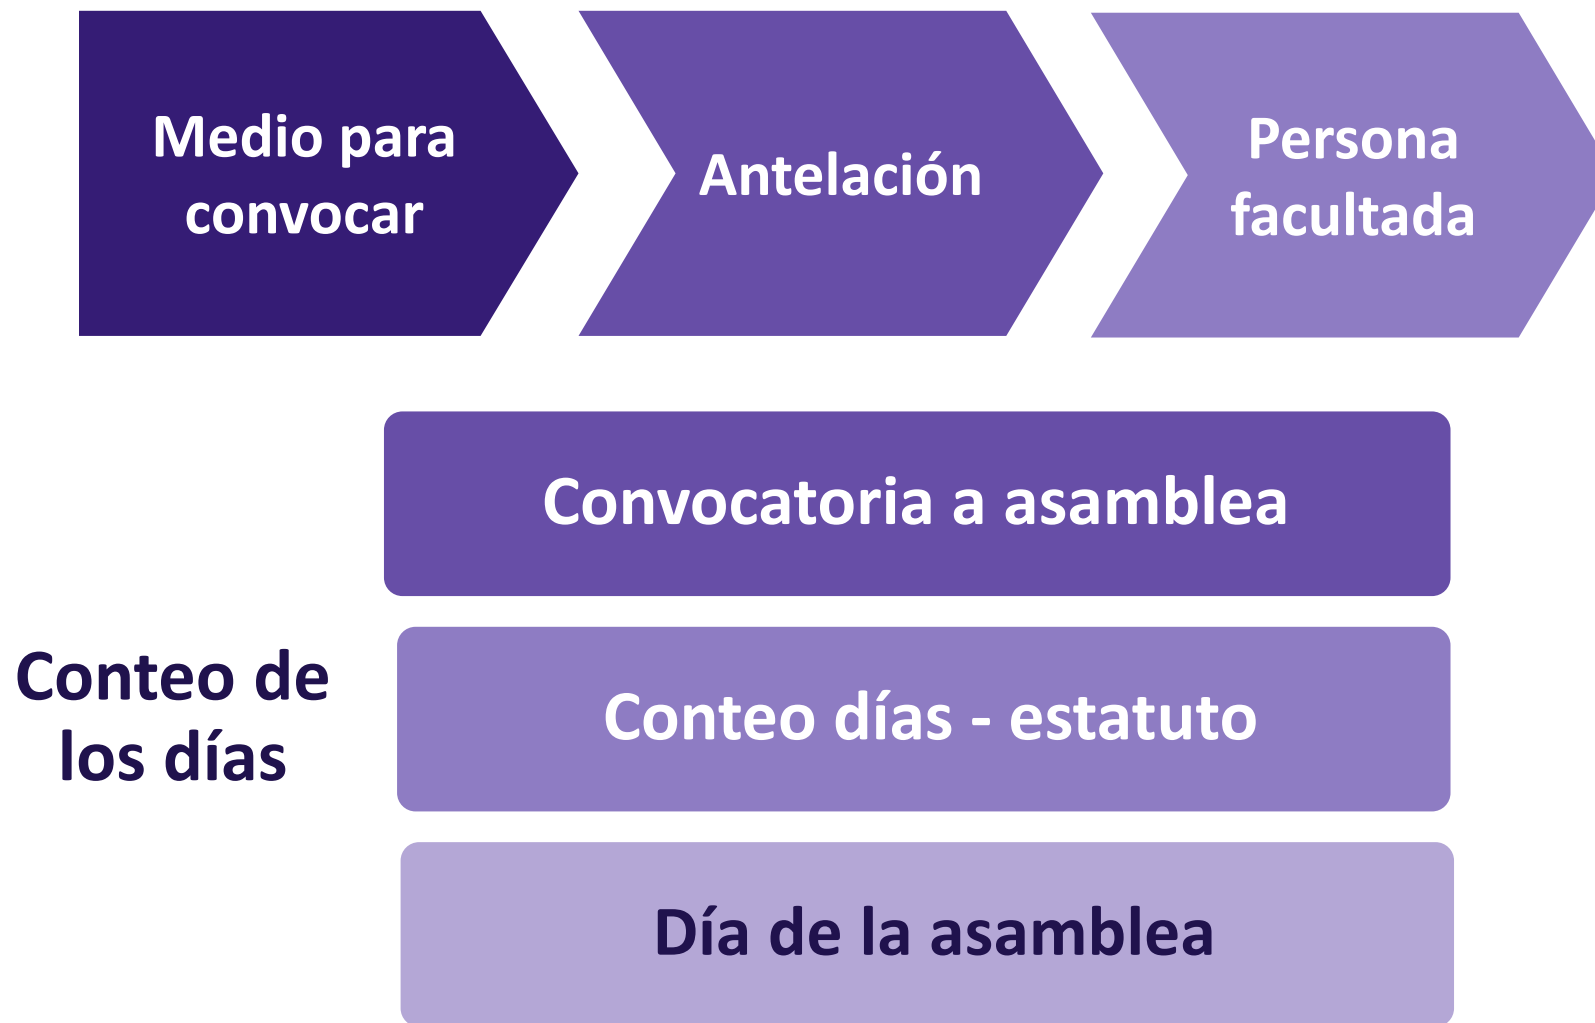 Medio para
convocar
Antelación
Persona
facultada
Convocatoria a asamblea
Conteo de
los días
Conteo días - estatuto
Día de la asamblea